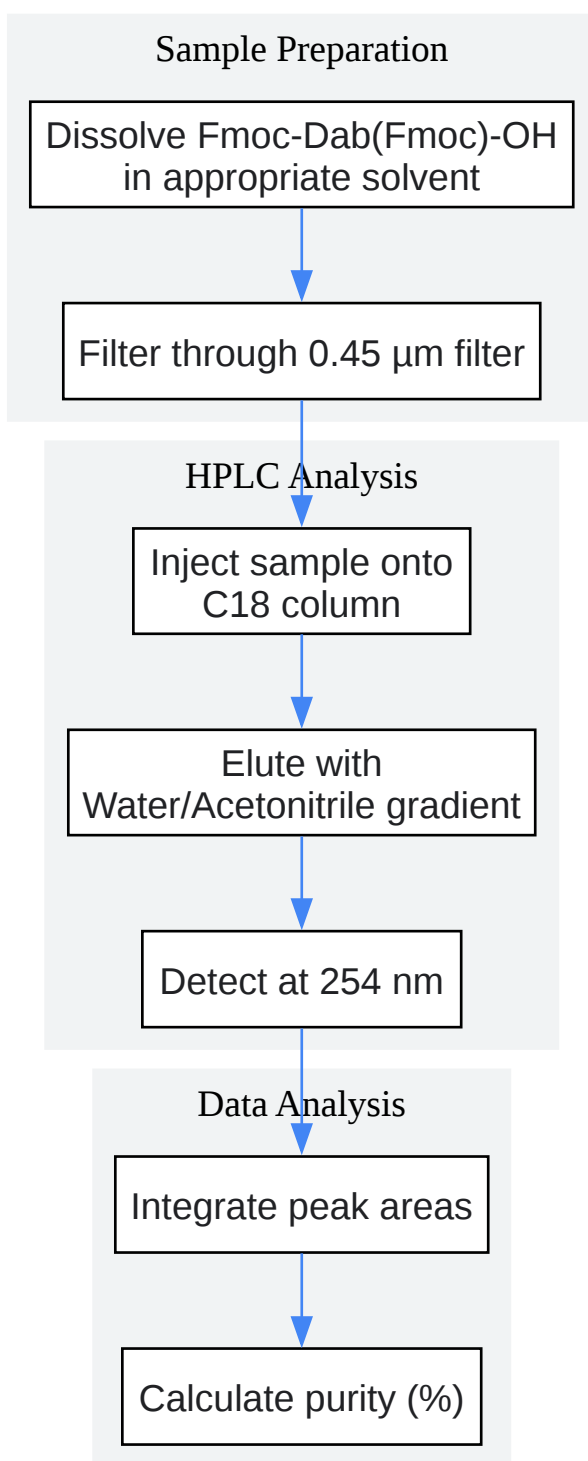 Sample Preparation
Dissolve Fmoc-Dab(Fmoc)-OH
in appropriate solvent
Filter through 0.45 µm filter
HPLC Analysis
Inject sample onto
C18 column
Elute with
Water/Acetonitrile gradient
Detect at 254 nm
Data Analysis
Integrate peak areas
Calculate purity (%)